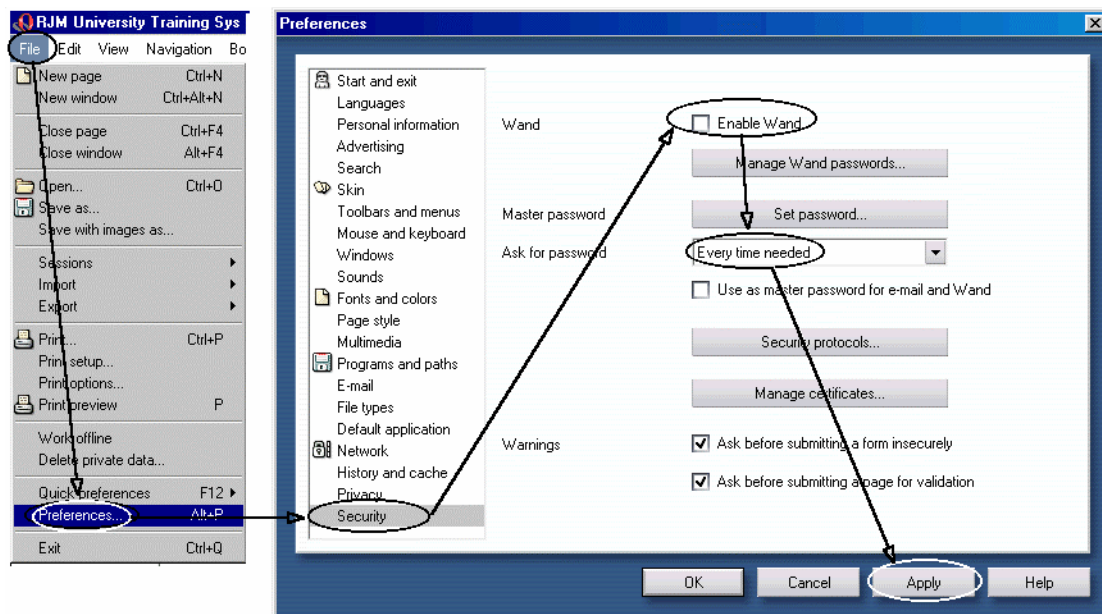 RJM University Training Sys
File Edit View Navigation Bo
New page Ctrl+N
New window Ctrl+Alt+N
Close page Ctrl+F4
Close window Alt+F4
Open... Ctrl+O
Save as...
Save with images as...
Sessions
Import
Export
Print... Ctrl+P
Print setup...
Print options...
Print preview P
Work offline
Delete private data...
Quick preferences F12
Preferences... Alt+P
Exit Ctrl+Q
Preferences
Start and exit
Languages
Personal information
Advertising
Search
Skin
Toolbars and menus
Mouse and keyboard
Windows
Sounds
Fonts and colors
Page style
Multimedia
Programs and paths
E-mail
File types
Default application
Network
History and cache
Privacy
Security
Wand Enable Wand
Manage Wand passwords...
Master password Set password...
Ask for password Every time needed
Use as master password for e-mail and Wand
Security protocols...
Manage certificates...
Warnings Ask before submitting a form insecurely
Ask before submitting a page for validation
OK Cancel Apply Help